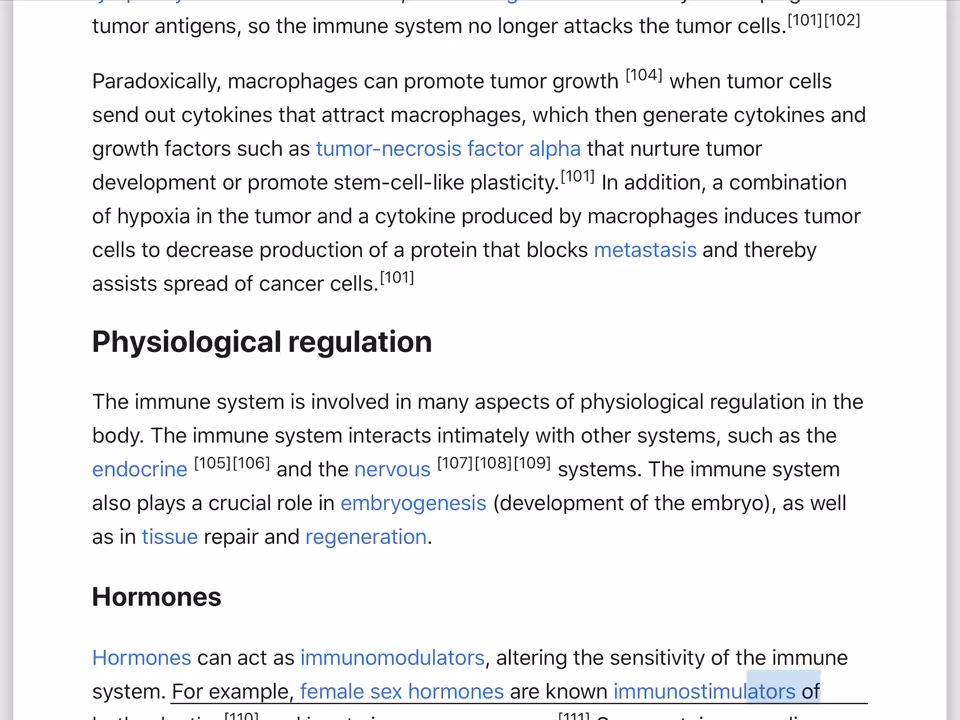 tumor antigens, so the immune system no longer attacks the tumor cells.[101][102]
Paradoxically, macrophages can promote tumor growth [104] when tumor cells
send out cytokines that attract macrophages, which then generate cytokines and
growth factors such as tumor-necrosis factor alpha that nurture tumor
development or promote stem-cell-like plasticity.[101] In addition, a combination
of hypoxia in the tumor and a cytokine produced by macrophages induces tumor
cells to decrease production of a protein that blocks metastasis and thereby
assists spread of cancer cells.[101]
Physiological regulation
The immune system is involved in many aspects of physiological regulation in the
body. The immune system interacts intimately with other systems, such as the
endocrine [105][106] and the nervous [107][108][109] systems. The immune system
also plays a crucial role in embryogenesis (development of the embryo), as well
as in tissue repair and regeneration.
Hormones
Hormones can act as immunomodulators, altering the sensitivity of the immune
system. For example, female sex hormones are known immunostimulators of
[110] [111]